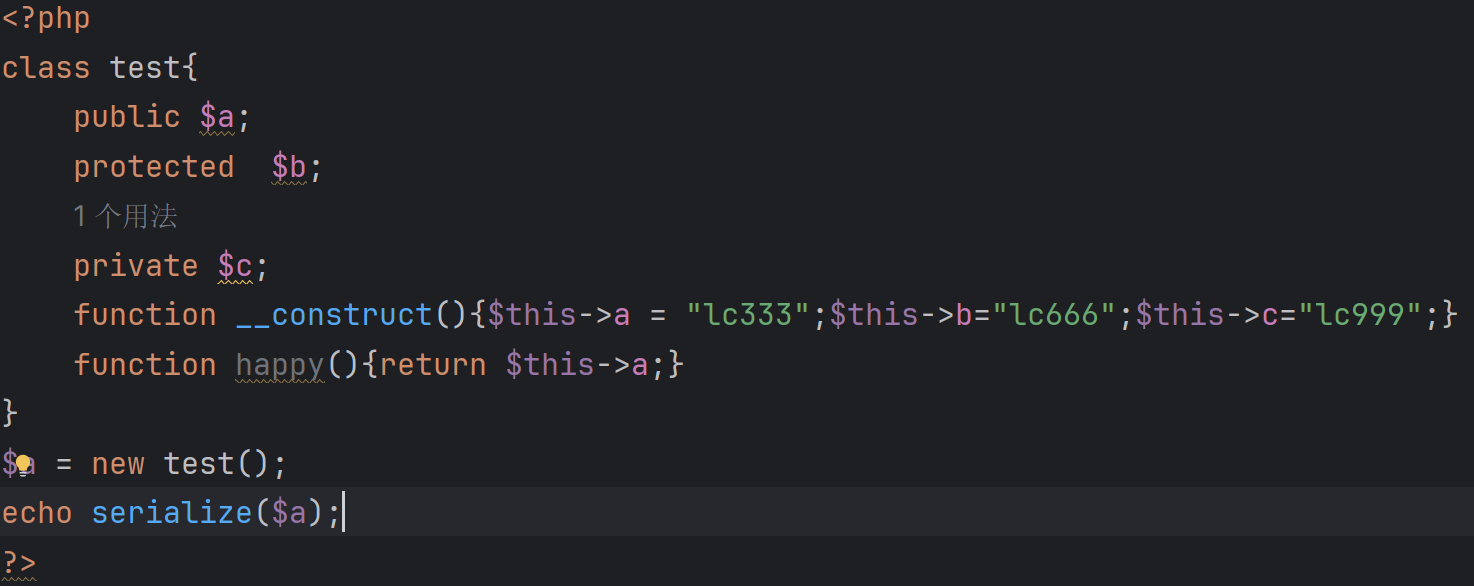 <?php
class test{
    public $a;
    protected  $b;
    1 个用法
    private $c;
    function __construct(){$this->a = "lc333";$this->b="lc666";$this->c="lc999";}
    function happy(){return $this->a;}
}
$a = new test();
echo serialize($a);
?>